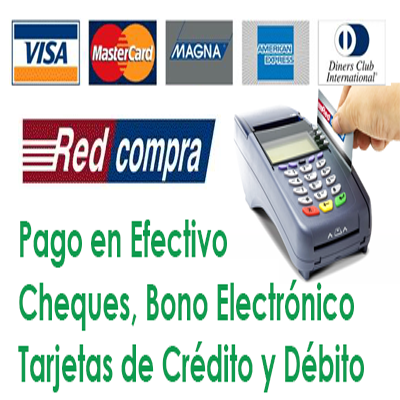 VISA MasterCard MAGNA AMERICAN EXPRESS Diners Club International®
Red compra
Pago en Efectivo
Cheques, Bono Electrónico
Tarjetas de Crédito y Débito